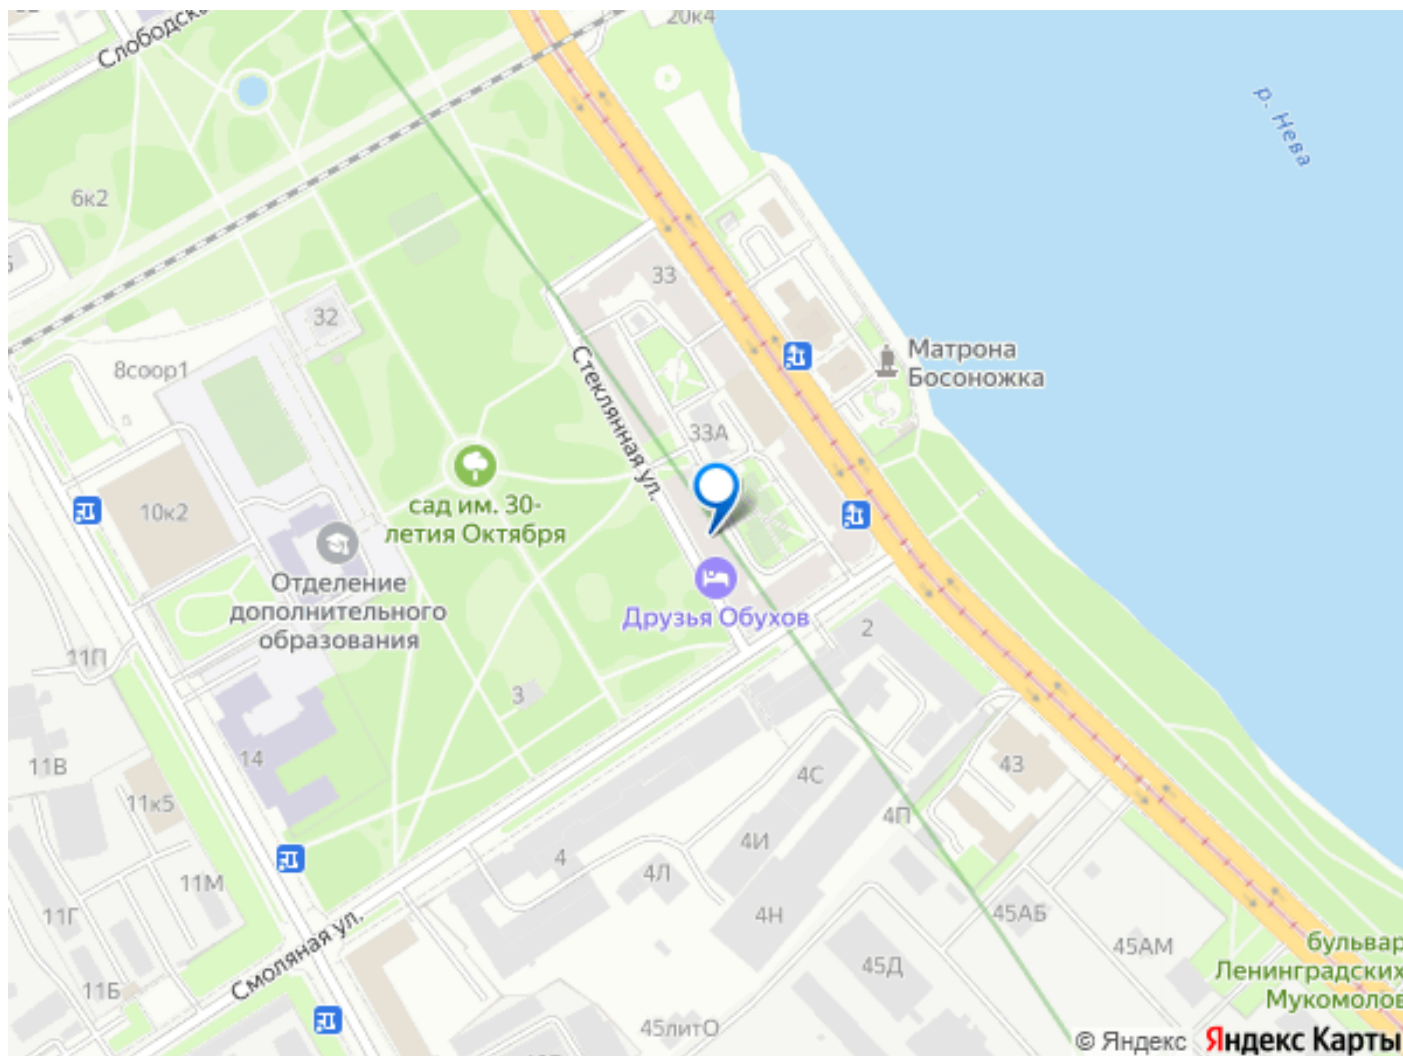 20к4
Слободска
р. Нева
6к2
33
32
8соор1
Матрона
Босоножка
Стеклянная ул.
33А
сад им. 30-
летия Октября
10к2
Отделение
дополнительного
образования
Друзья Обухов
2
11П
3
14
11В
43
4С
11к5
4П
4И
4
4Л
11М
4Н
11Г
45АБ
45АМ
бульвар
Ленинградских
Мукомолов
Смоляная ул.
45Д
11Б
45литО
© Яндекс Яндекс Карты